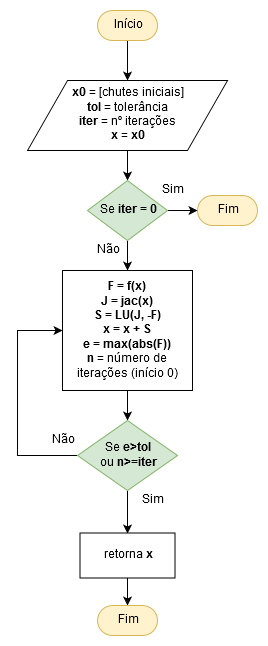 Início
x0 = [chutes iniciais]
tol = tolerância
iter = nº iterações
x = x0
Se iter = 0
Sim
Fim
Não
F = f(x)
J = jac(x)
S = LU(J, -F)
x = x + S
e = max(abs(F))
n = número de
iterações (início 0)
Não
Se e>tol
ou n>=iter
Sim
retorna x
Fim